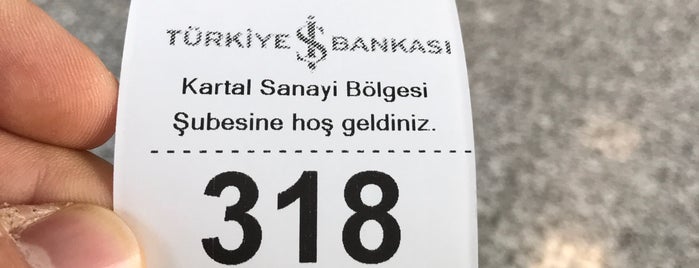 TÜRKİYE İŞ BANKASI
Kartal Sanayi Bölgesi
Şubesine hoş geldiniz.
318